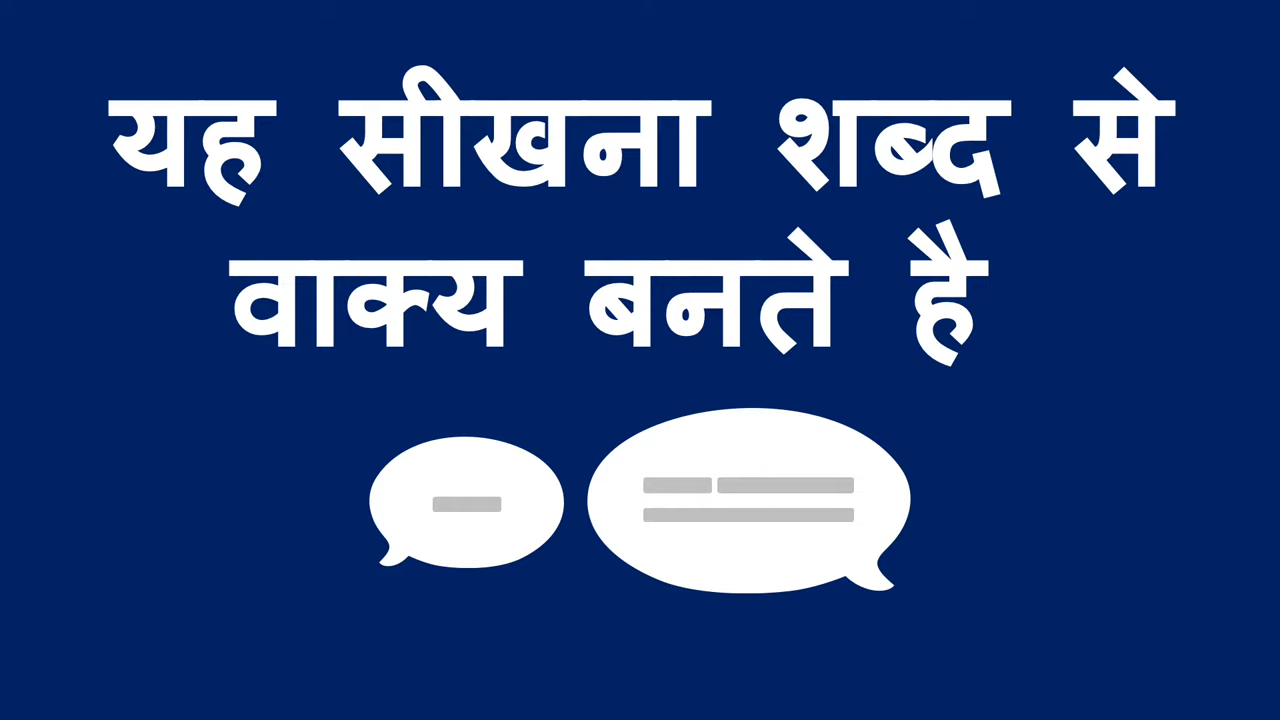 यह सीखना शब्द से
वाक्य बनते है